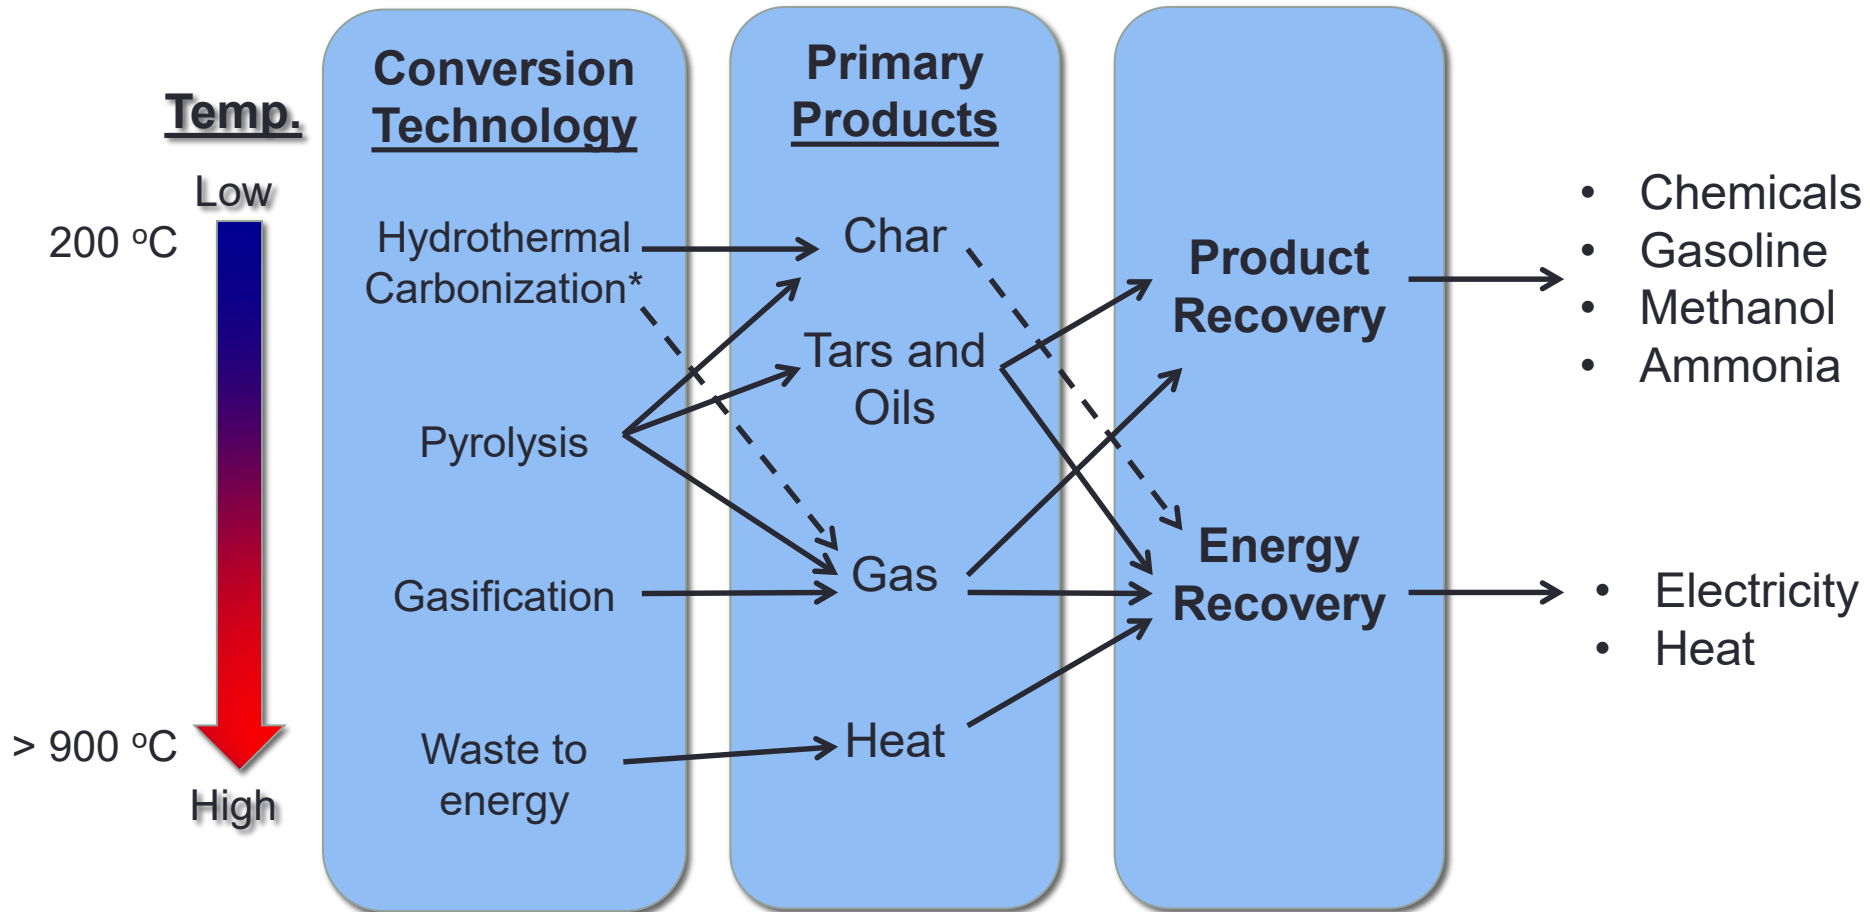 Temp.
Low
200 °C
> 900 °C
High
Conversion
Technology
Hydrothermal
Carbonization*
Pyrolysis
Gasification
Waste to
energy
Primary
Products
Char
Tars and
Oils
Gas
Heat
Product
Recovery
Energy
Recovery
• Chemicals
• Gasoline
• Methanol
• Ammonia
• Electricity
• Heat